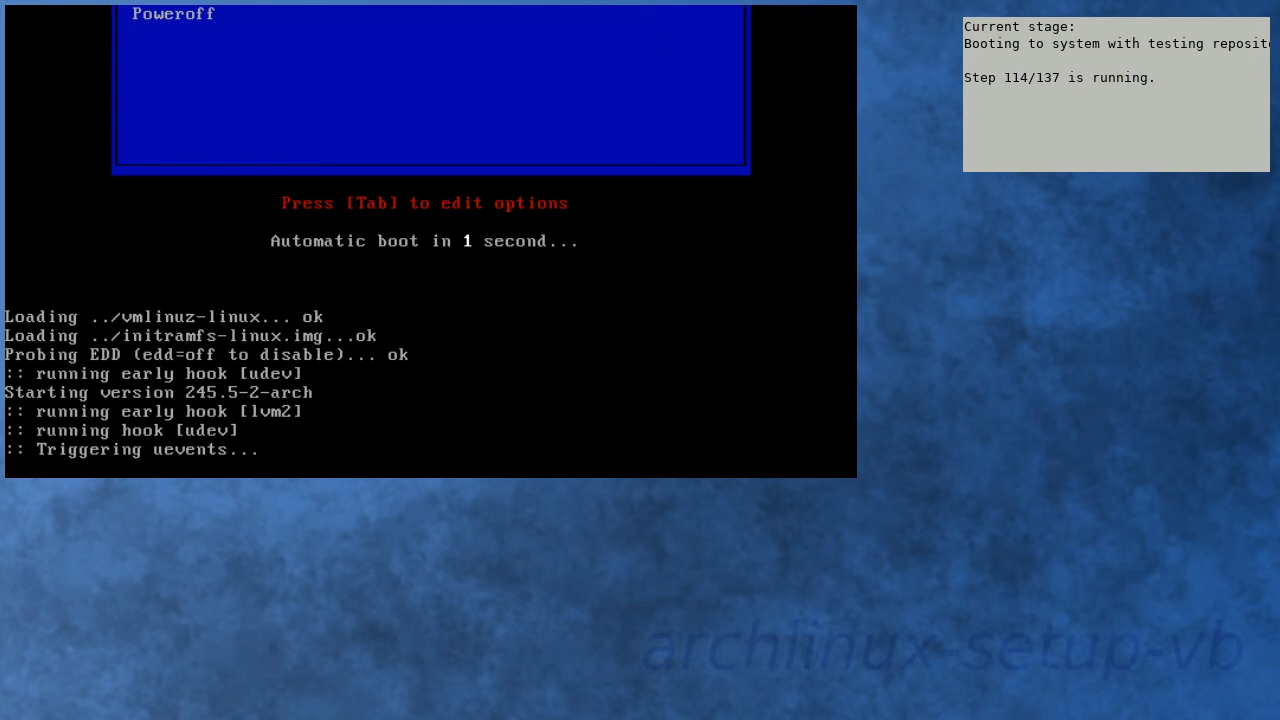 Poweroff
Press [Tab] to edit options
Automatic boot in 1 second...
Loading ../vmlinuz-linux... ok
Loading ../initramfs-linux.img...ok
Probing EDD (edd=off to disable)... ok
:: running early hook [udev]
Starting version 245.5-2-arch
:: running early hook [lvm2]
:: running hook [udev]
:: Triggering uevents...
Current stage:
Booting to system with testing reposit
Step 114/137 is running.
archlinux-setup-vb